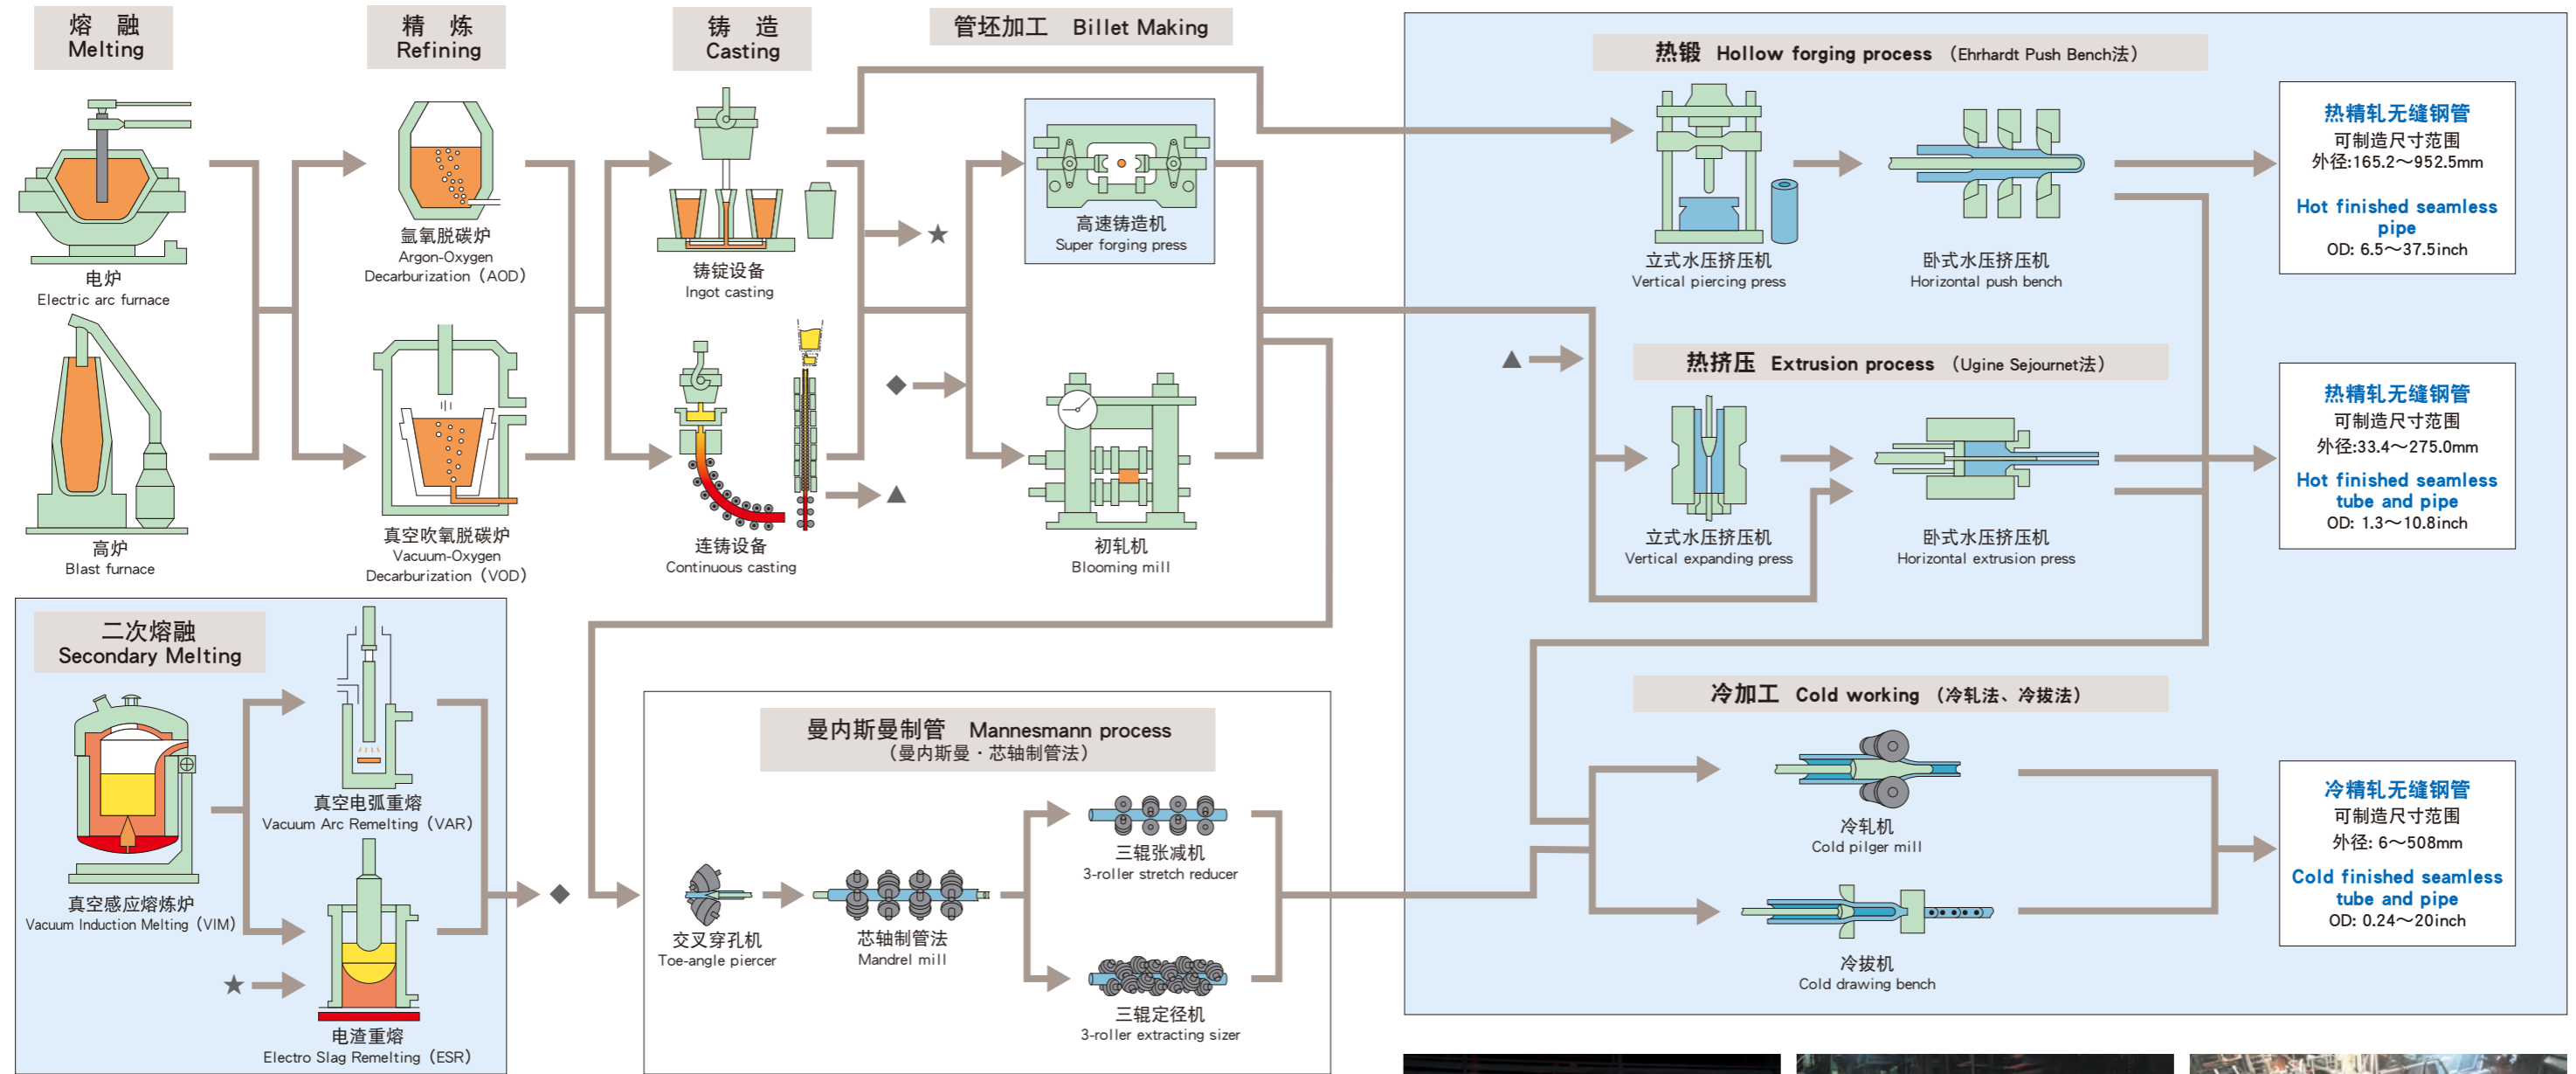 熔 融
Melting
电炉
Electric arc furnace
高炉
Blast furnace
精 炼
Refining
氩氧脱碳炉
Argon-Oxygen
Decarburization（AOD）
真空吹氧脱碳炉
Vacuum-Oxygen
Decarburization（VOD）
铸 造
Casting
铸锭设备
Ingot casting
★
连铸设备
Continuous casting
▲
管坯加工 Billet Making
高速铸造机
Super forging press
◆
初轧机
Blooming mill
二次熔融
Secondary Melting
真空感应熔炼炉
Vacuum Induction Melting（VIM）
真空电弧重熔
Vacuum Arc Remelting（VAR）
★
电渣重熔
Electro Slag Remelting（ESR）
◆
曼内斯曼制管 Mannesmann process
（曼内斯曼・芯轴制管法）
交叉穿孔机
Toe-angle piercer
芯轴制管法
Mandrel mill
三辊张减机
3-roller stretch reducer
三辊定径机
3-roller extracting sizer
热锻 Hollow forging process （Ehrhardt Push Bench法）
立式水压挤压机
Vertical piercing press
卧式水压挤压机
Horizontal push bench
热精轧无缝钢管
可制造尺寸范围
外径:165.2～952.5mm
Hot finished seamless
pipe
OD: 6.5～37.5inch
▲
热挤压 Extrusion process （Ugine Sejournet法）
立式水压挤压机
Vertical expanding press
卧式水压挤压机
Horizontal extrusion press
热精轧无缝钢管
可制造尺寸范围
外径:33.4～275.0mm
Hot finished seamless
tube and pipe
OD: 1.3～10.8inch
冷加工 Cold working （冷轧法、冷拔法）
冷轧机
Cold pilger mill
冷拔机
Cold drawing bench
冷精轧无缝钢管
可制造尺寸范围
外径: 6～508mm
Cold finished seamless
tube and pipe
OD: 0.24～20inch